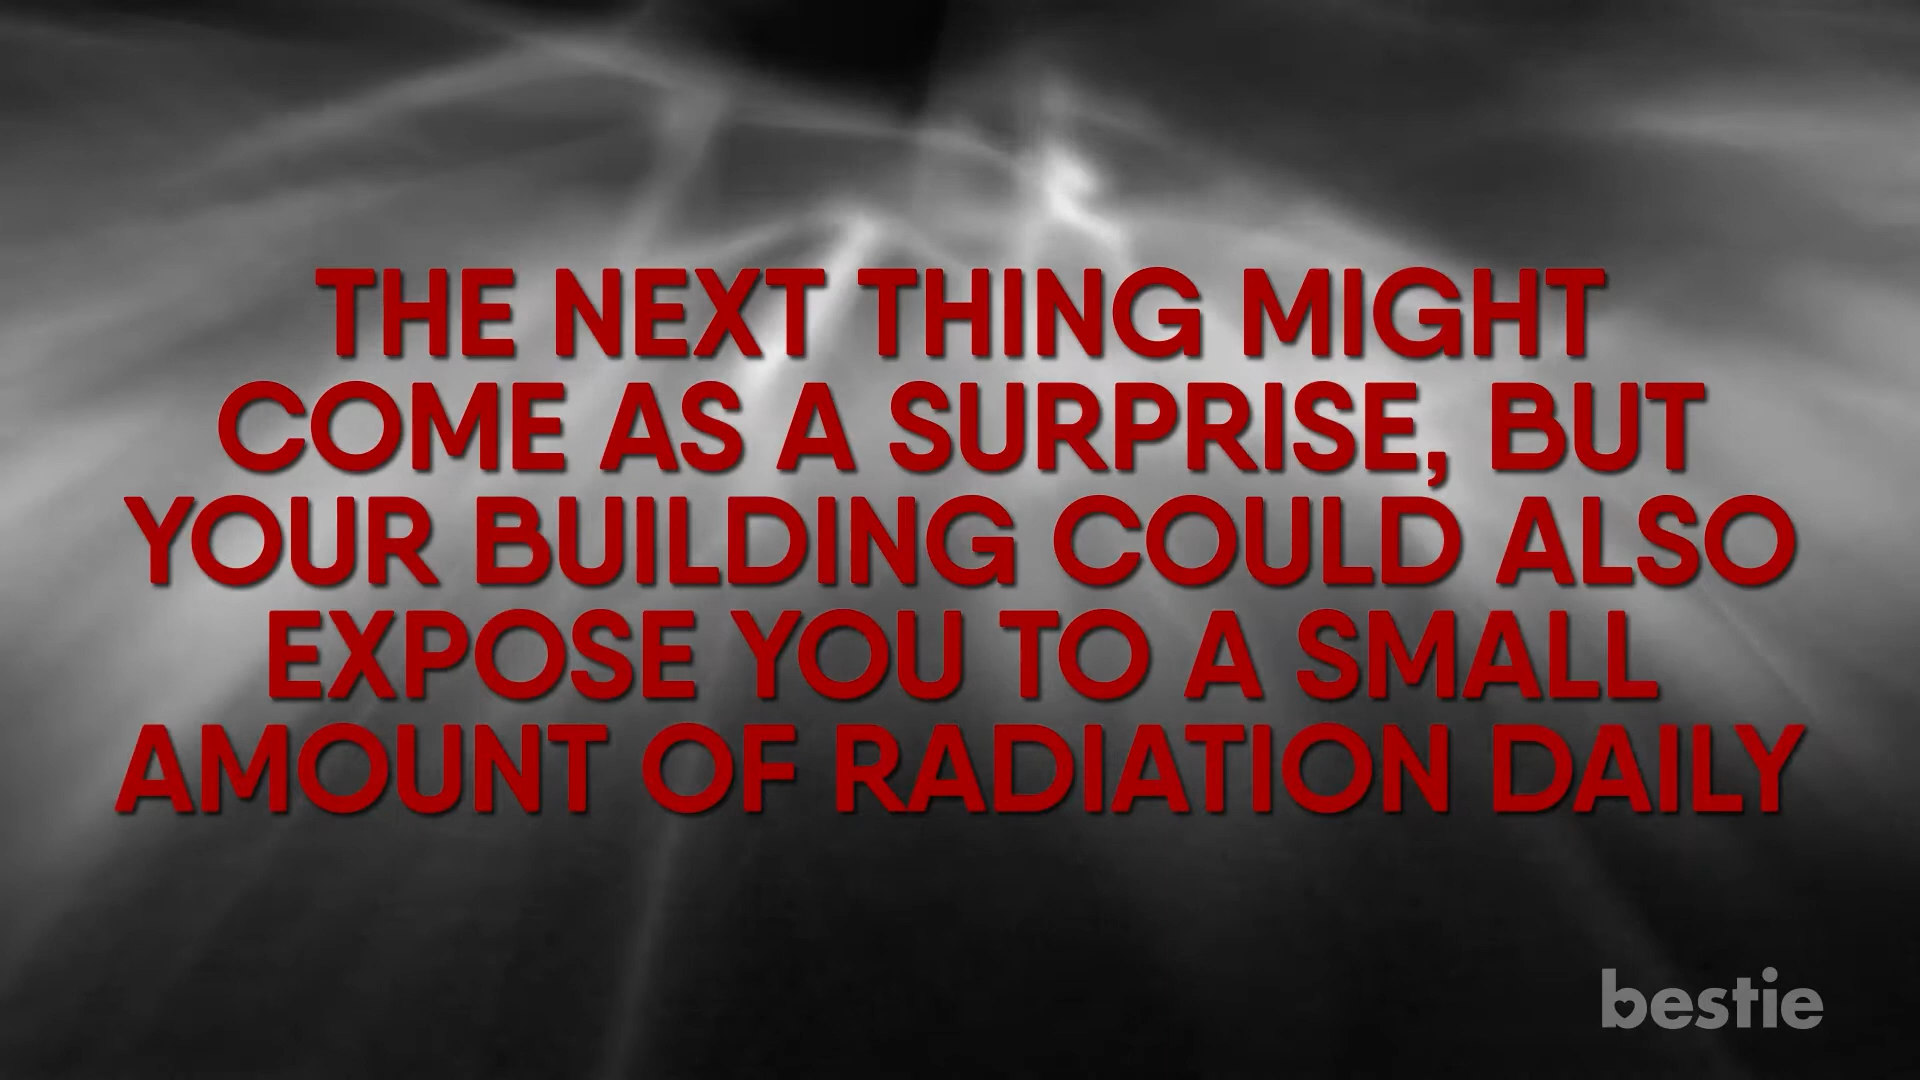 THE NEXT THING MIGHT
COME AS A SURPRISE, BUT
YOUR BUILDING COULD ALSO
EXPOSE YOU TO A SMALL
AMOUNT OF RADIATION DAILY
bestie